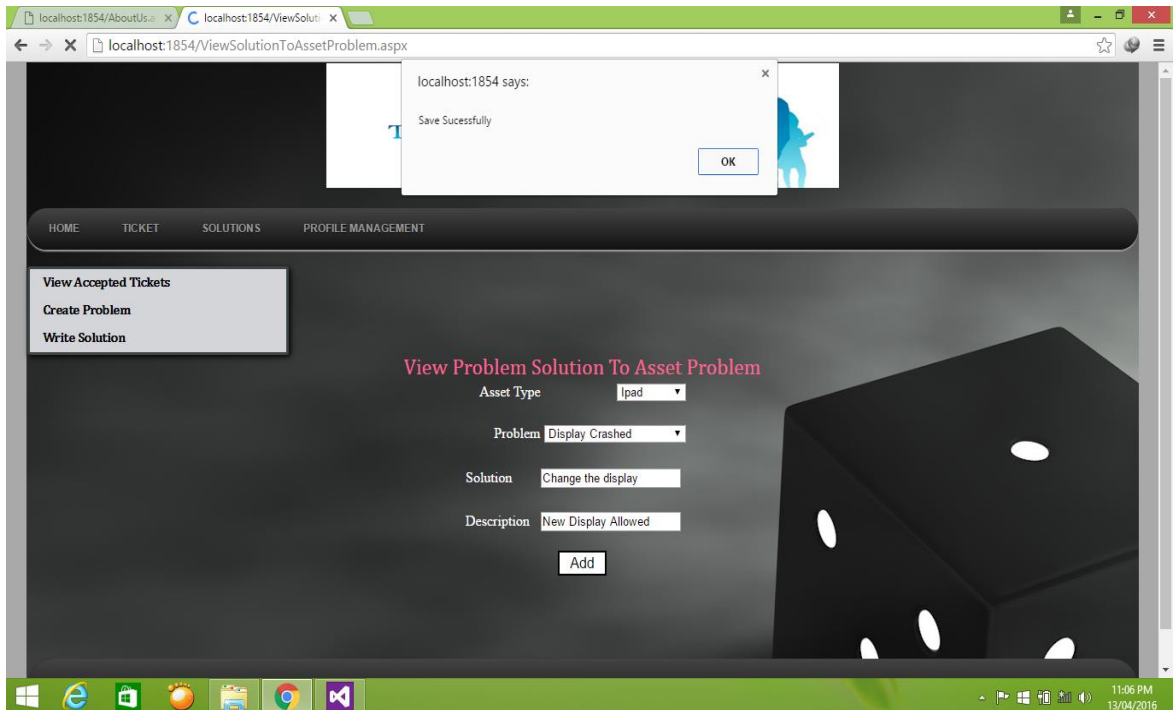 localhost:1854/AboutUs.a
localhost:1854/ViewSoluti
localhost:1854/ViewSolutionToAssetProblem.aspx
localhost:1854 says:
Save Sucessfully
OK
T
HOME TICKET SOLUTIONS PROFILE MANAGEMENT
View Accepted Tickets
Create Problem
Write Solution
View Problem Solution To Asset Problem
Asset Type Ipad
Problem Display Crashed
Solution Change the display
Description New Display Allowed
Add
11:06 PM
13/04/2016